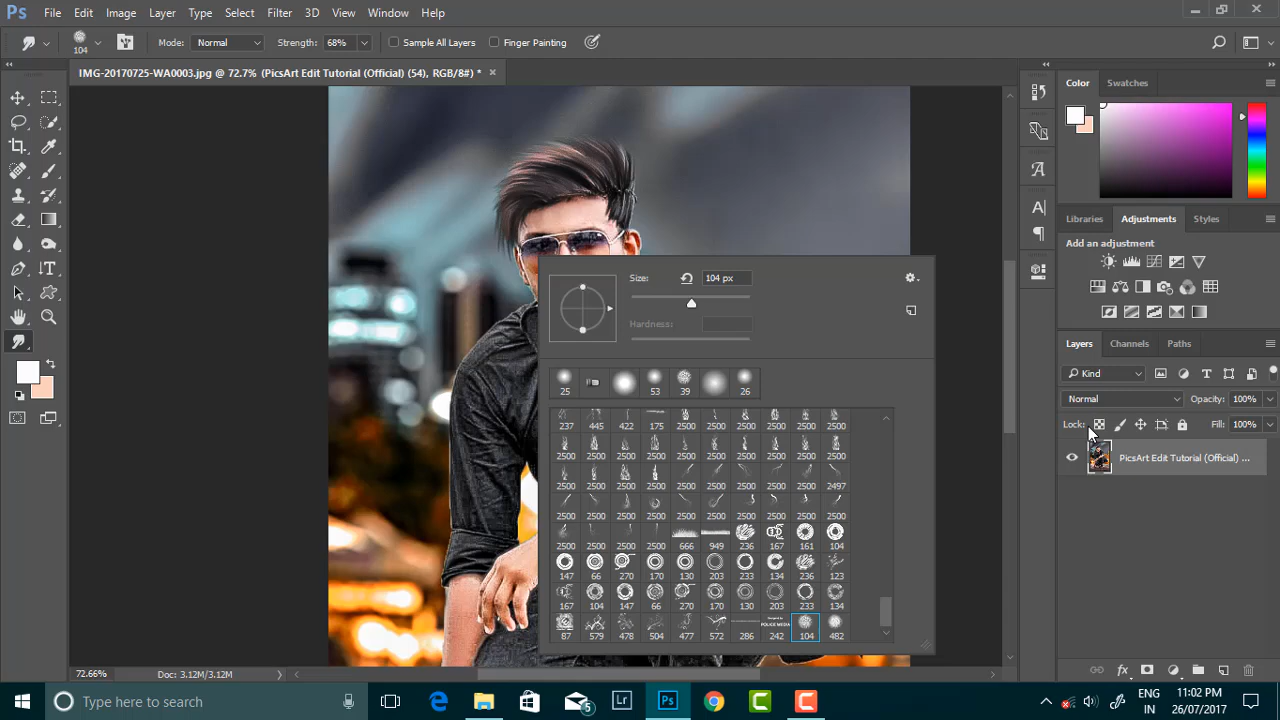 Ps File Edit Image Layer Type Select Filter 3D View Window Help
104 Mode: Normal Strength: 68% Sample All Layers Finger Painting
IMG-20170725-WA0003.jpg @ 72.7% (PicsArt Edit Tutorial (Official) (54), RGB/8#) *
Color Swatches
Libraries Adjustments Styles
Add an adjustment
Size: 104 px
Hardness:
25 53 39 26
237 445 422 175 2500 2500 2500 2500 2500 2500
2500 2500 2500 2500 2500 2500 2500 2500 2500 2500
2500 2500 2500 2500 2500 2500 2500 2500 2500 2497
2500 2500 2500 2500 2500 2500 2500 2500 2500 2500
2500 2500 2500 2500 666 949 236 167 161 104
147 66 270 170 130 203 233 134 236 123
167 104 147 66 270 170 130 203 233 134
POLICE MEDIA
87 579 478 504 477 572 286 242 104 482
Layers Channels Paths
Kind
Normal Opacity: 100%
Lock: Fill: 100%
PicsArt Edit Tutorial (Official) ...
72.66% Doc: 3.12M/3.12M
Type here to search 5 Lr Ps ENG 11:02 PM
IN 26/07/2017